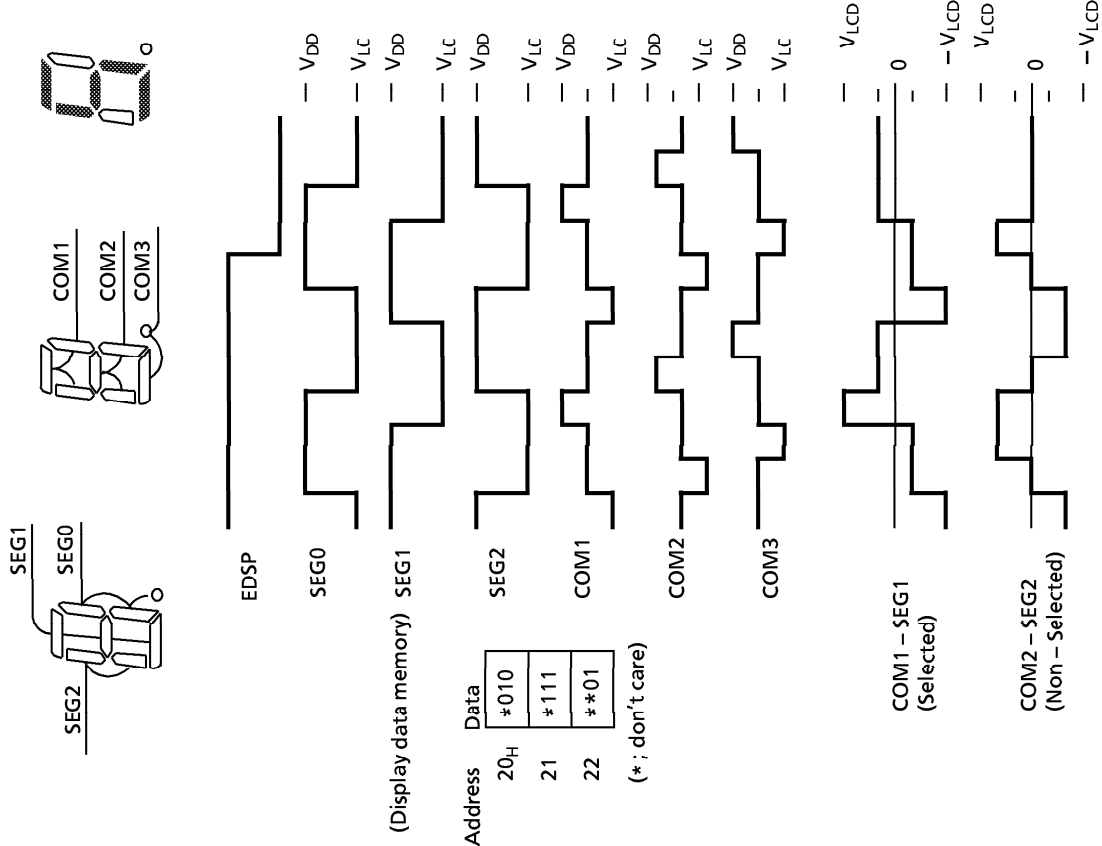 SEG1
SEG0
SEG2
COM1
COM2
COM3
EDSP
SEG0
VDD
VLC
(Display data memory)
SEG1
VDD
VLC
Address Data
20H *010
21 *111
22 **01
(* ; don't care)
SEG2
VDD
VLC
COM1
VDD
VLC
COM2
VDD
VLC
COM3
VDD
VLC
COM1 – SEG1
(Selected)
VLCD
0
– VLCD
COM2 – SEG2
(Non – Selected)
VLCD
0
– VLCD